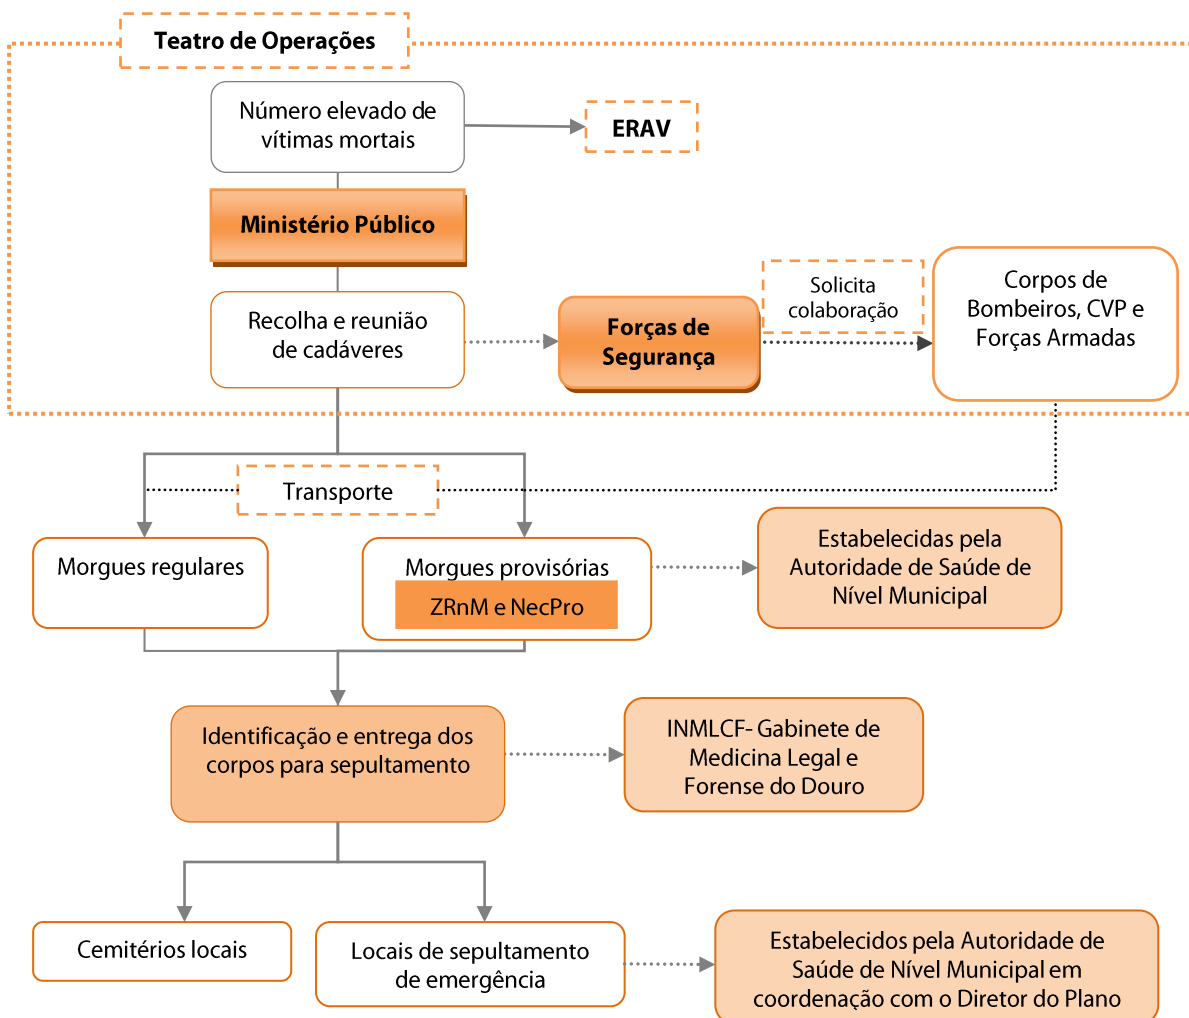 Teatro de Operações
Número elevado de
vítimas mortais
ERAV
Ministério Público
Recolha e reunião
de cadáveres
Forças de
Segurança
Solicita
colaboração
Corpos de
Bombeiros, CVP e
Forças Armadas
Transporte
Morgues regulares
Morgues provisórias
ZRnM e NecPro
Estabelecidas pela
Autoridade de Saúde de
Nível Municipal
Identificação e entrega dos
corpos para sepultamento
INMLCF- Gabinete de
Medicina Legal e
Forense do Douro
Cemitérios locais
Locais de sepultamento
de emergência
Estabelecidos pela Autoridade de
Saúde de Nível Municipal em
coordenação com o Diretor do Plano